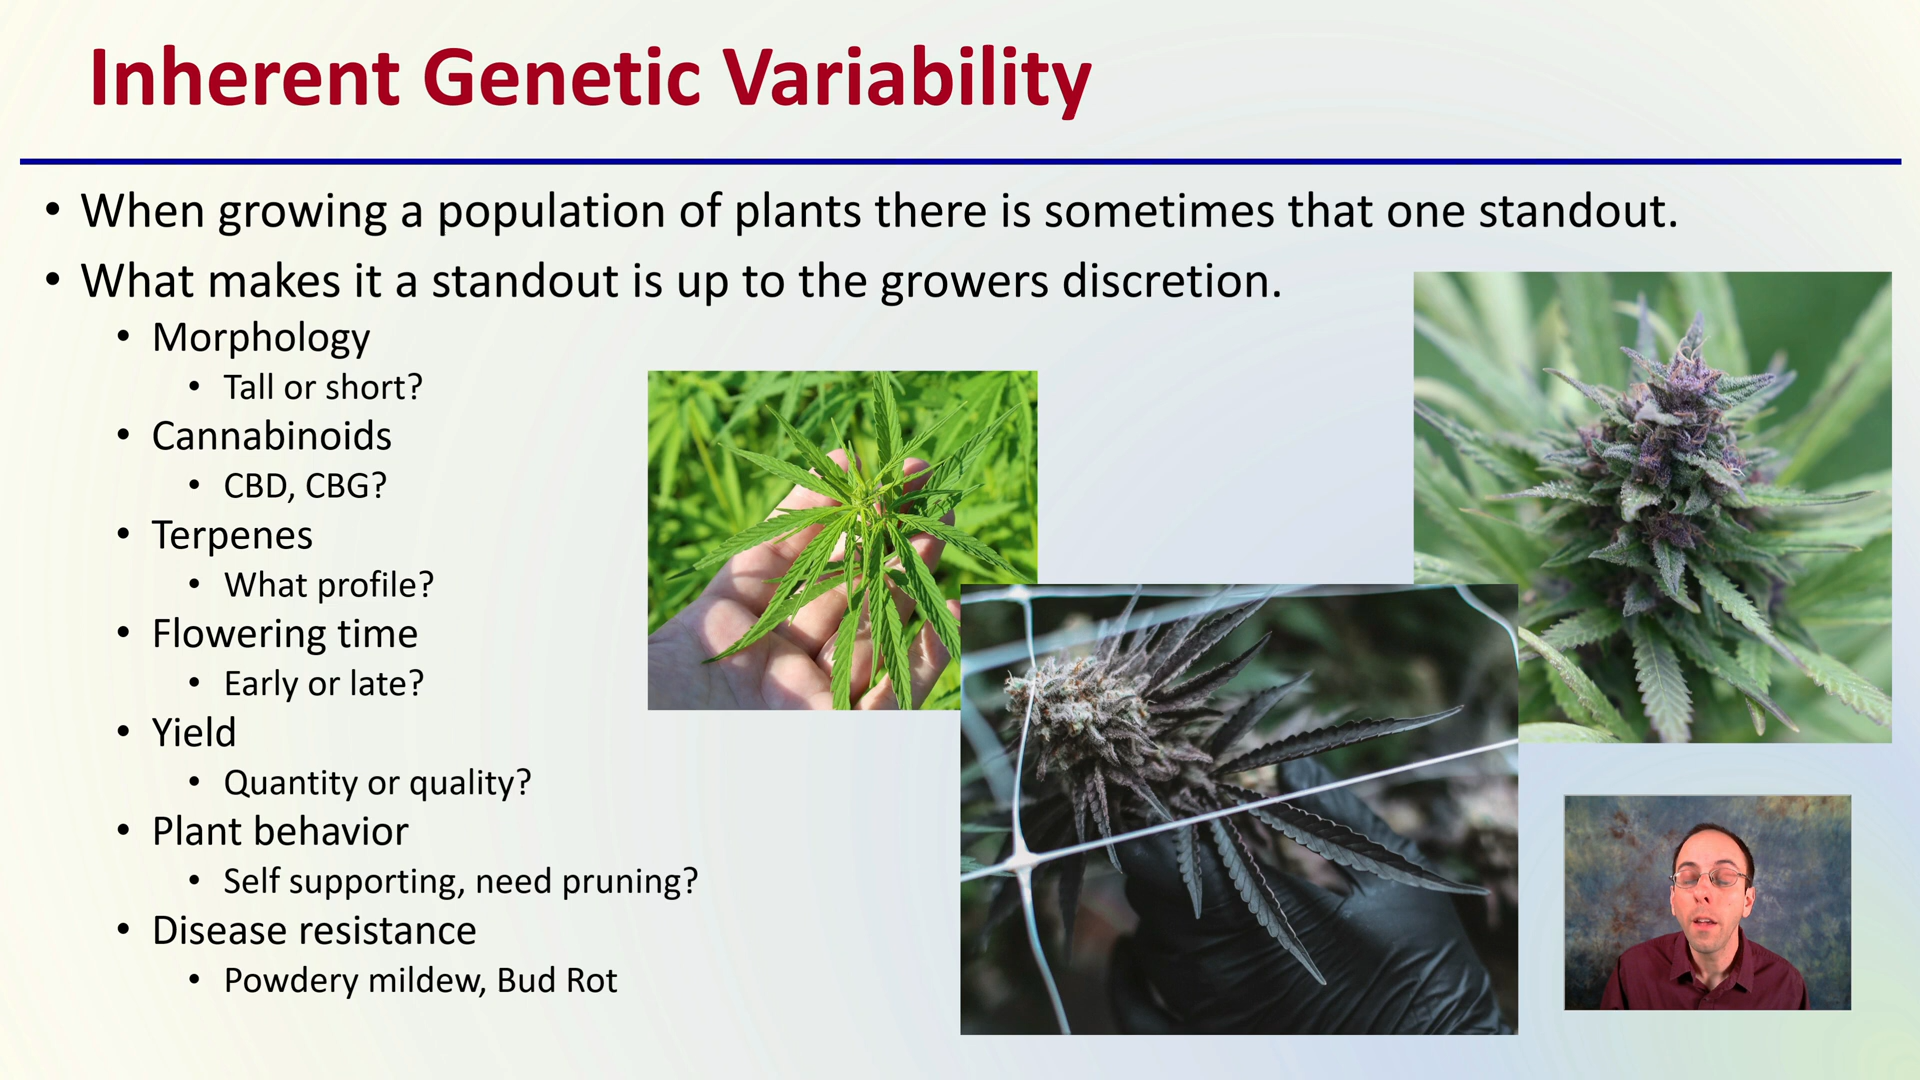 Inherent Genetic Variability
• When growing a population of plants there is sometimes that one standout.
• What makes it a standout is up to the growers discretion.
• Morphology
• Tall or short?
• Cannabinoids
• CBD, CBG?
• Terpenes
• What profile?
• Flowering time
• Early or late?
• Yield
• Quantity or quality?
• Plant behavior
• Self supporting, need pruning?
• Disease resistance
• Powdery mildew, Bud Rot